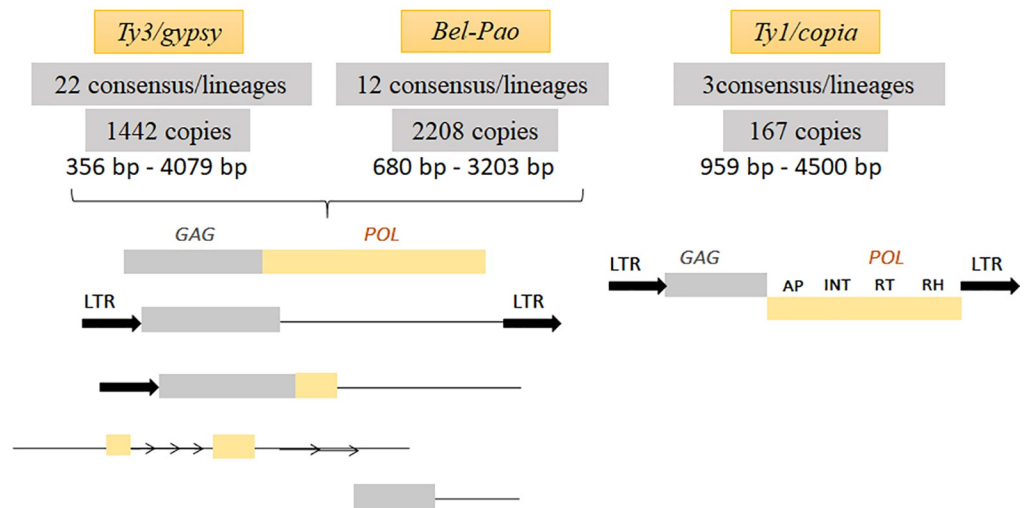 Ty3/gypsy
Bel-Pao
Ty1/copia
22 consensus/lineages
12 consensus/lineages
3consensus/lineages
1442 copies
2208 copies
167 copies
356 bp - 4079 bp
680 bp - 3203 bp
959 bp - 4500 bp
GAG
POL
LTR
LTR
LTR
GAG
POL
LTR
AP
INT
RT
RH